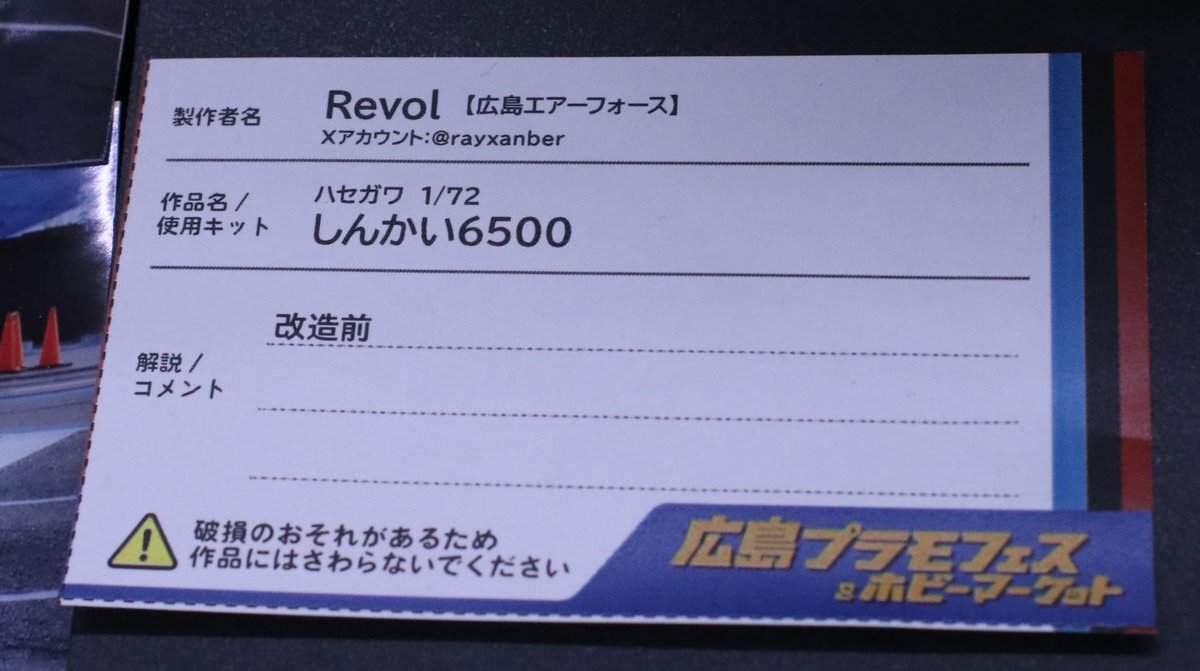 製作者名
Revol 【広島エアーフォース】
Xアカウント:@rayxanber
作品名/
使用キット
ハセガワ 1/72
しんかい6500
解説/
コメント
改造前
破損のおそれがあるため
作品にはさわらないでください
広島プラモフェス
&ホビーマーケット